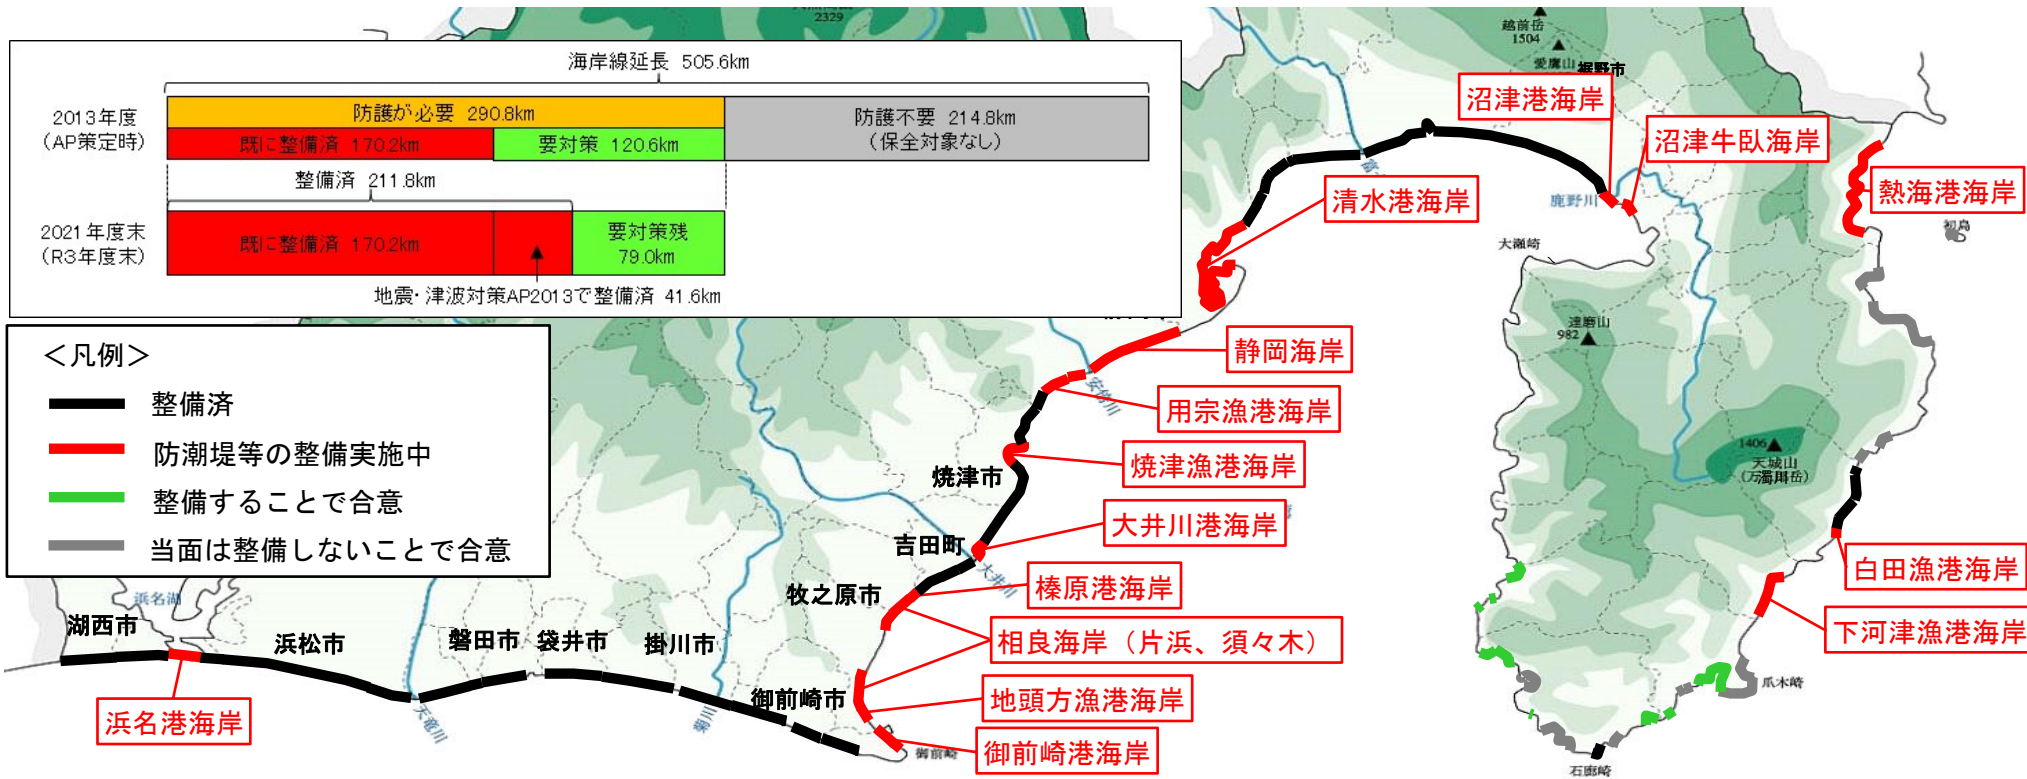 海岸線延長 505.6km
2013年度
(AP策定時)
防護が必要 290.8km
既に整備済 170.2km
要対策 120.6km
防護不要 214.8km
(保全対象なし)
整備済 211.8km
2021年度末
(R3年度末)
既に整備済 170.2km
要対策残
79.0km
地震・津波対策AP2013で整備済 41.6km
<凡例>
整備済
防潮堤等の整備実施中
整備することで合意
当面は整備しないことで合意
2329
越前岳
1504
愛鷹山
裾野市
沼津港海岸
沼津牛臥海岸
熱海港海岸
初島
狩野川
大瀬崎
清水港海岸
達磨山
982
静岡海岸
安倍川
用宗漁港海岸
焼津漁港海岸
焼津市
1406
天城山
大井川港海岸
吉田町
大井川
白田漁港海岸
榛原港海岸
牧之原市
下河津漁港海岸
相良海岸(片浜、須々木)
浜名湖
湖西市
浜松市
磐田市
袋井市
掛川市
御前崎市
地頭方漁港海岸
爪木崎
浜名港海岸
天竜川
菊川
御前崎港海岸
御前崎
石廊崎